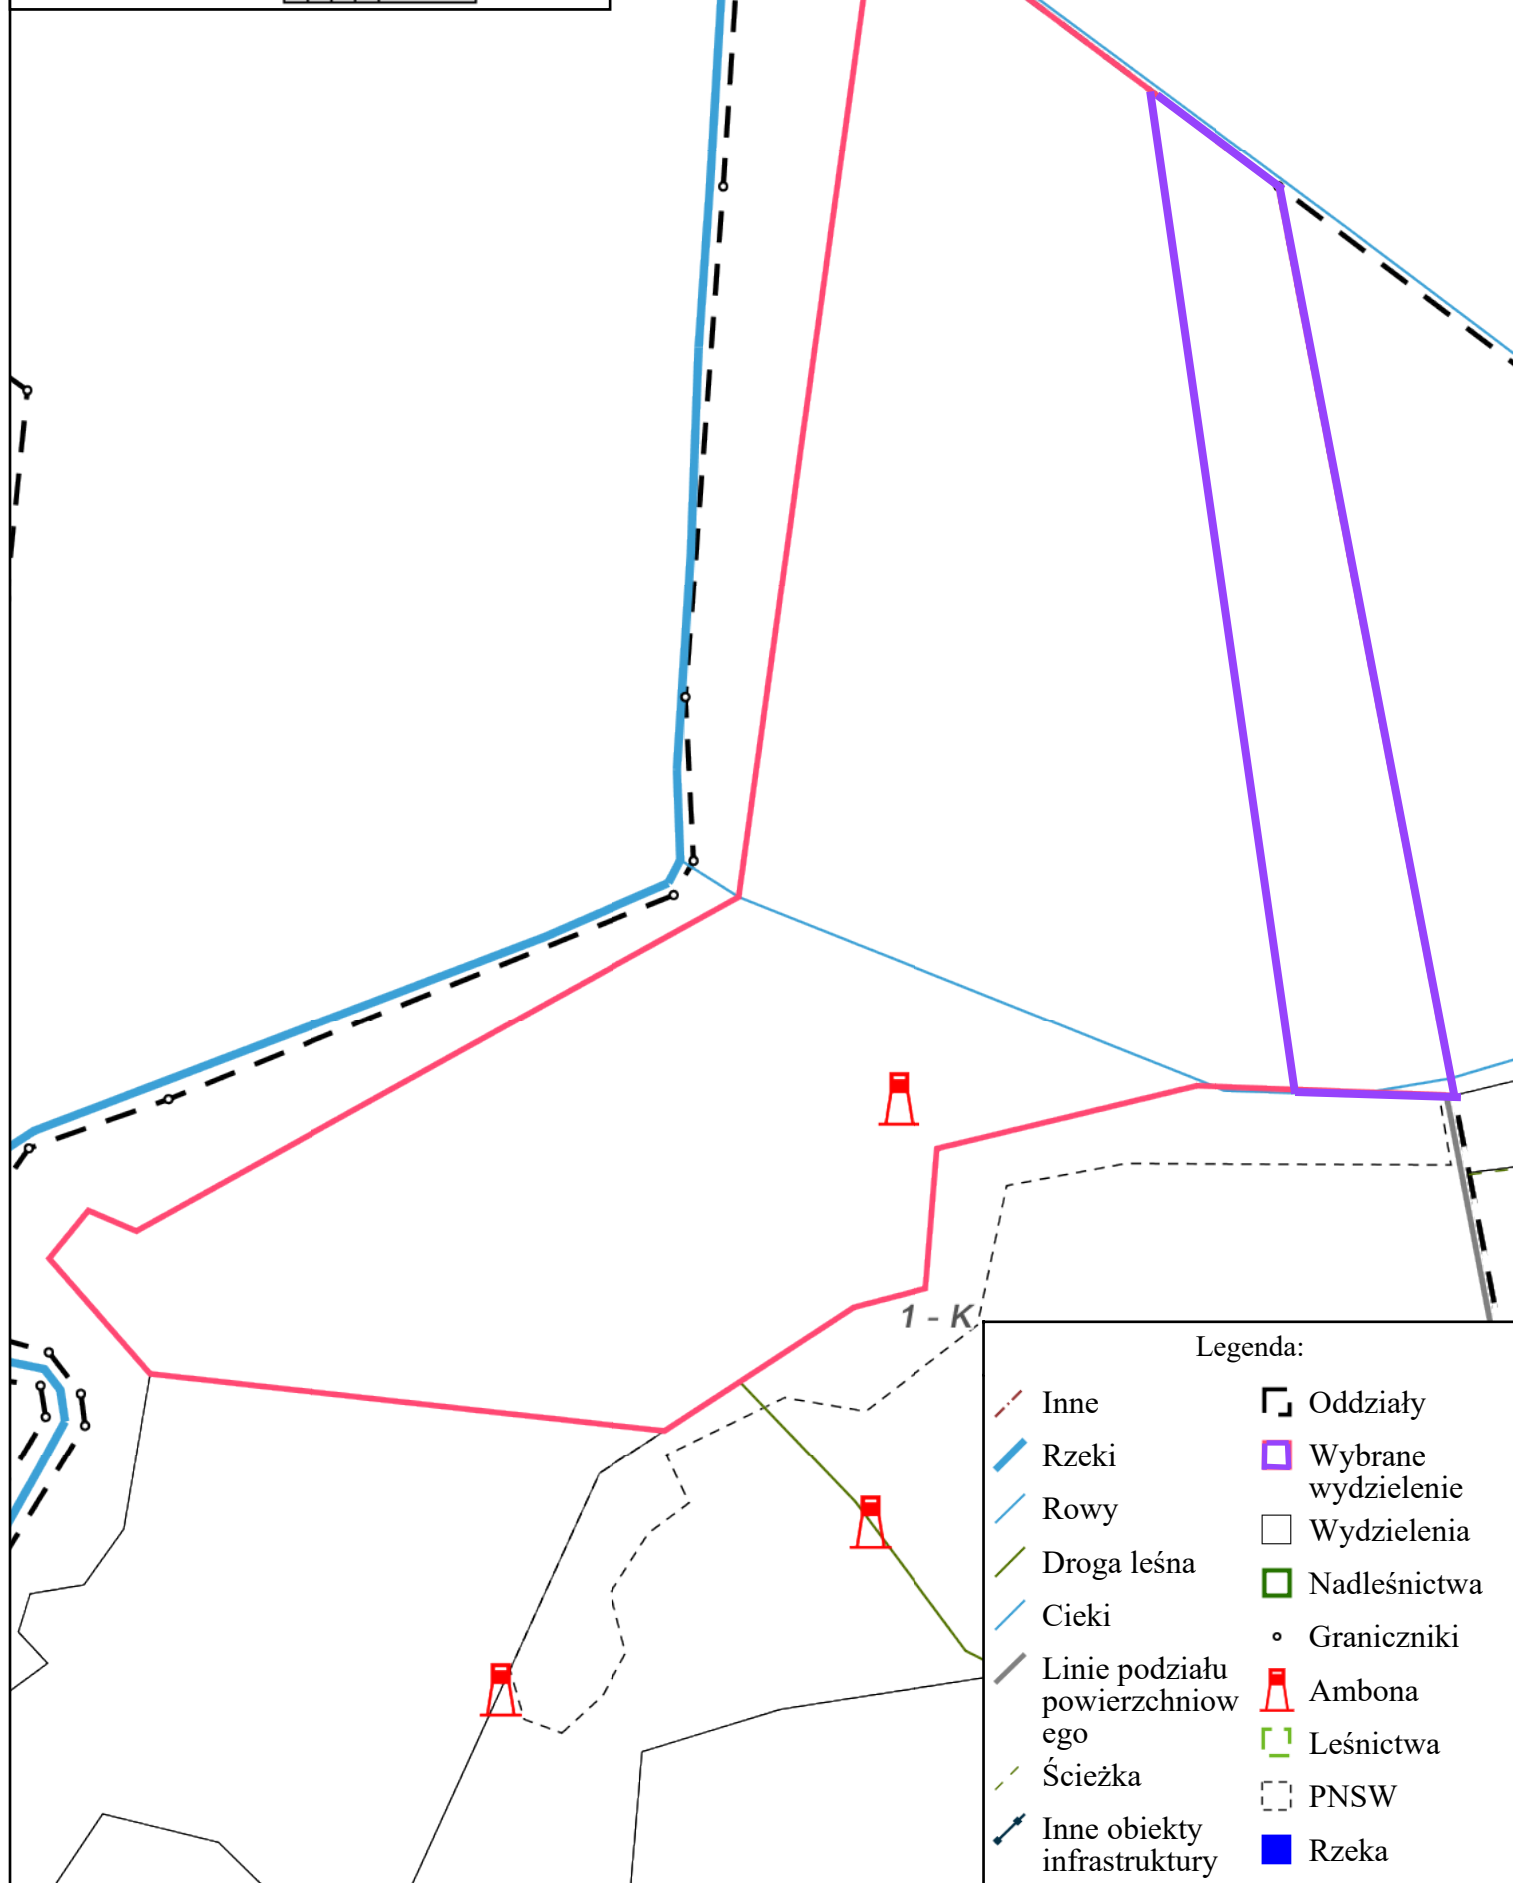 1 - K
Legenda:
Inne
Rzeki
Rowy
Droga leśna
Cieki
Linie podziału
powierzchniow
ego
Ścieżka
Inne obiekty
infrastruktury
Oddziały
Wybrane
wydzielenie
Wydzielenia
Nadleśnictwa
Graniczniki
Ambona
Leśnictwa
PNSW
Rzeka